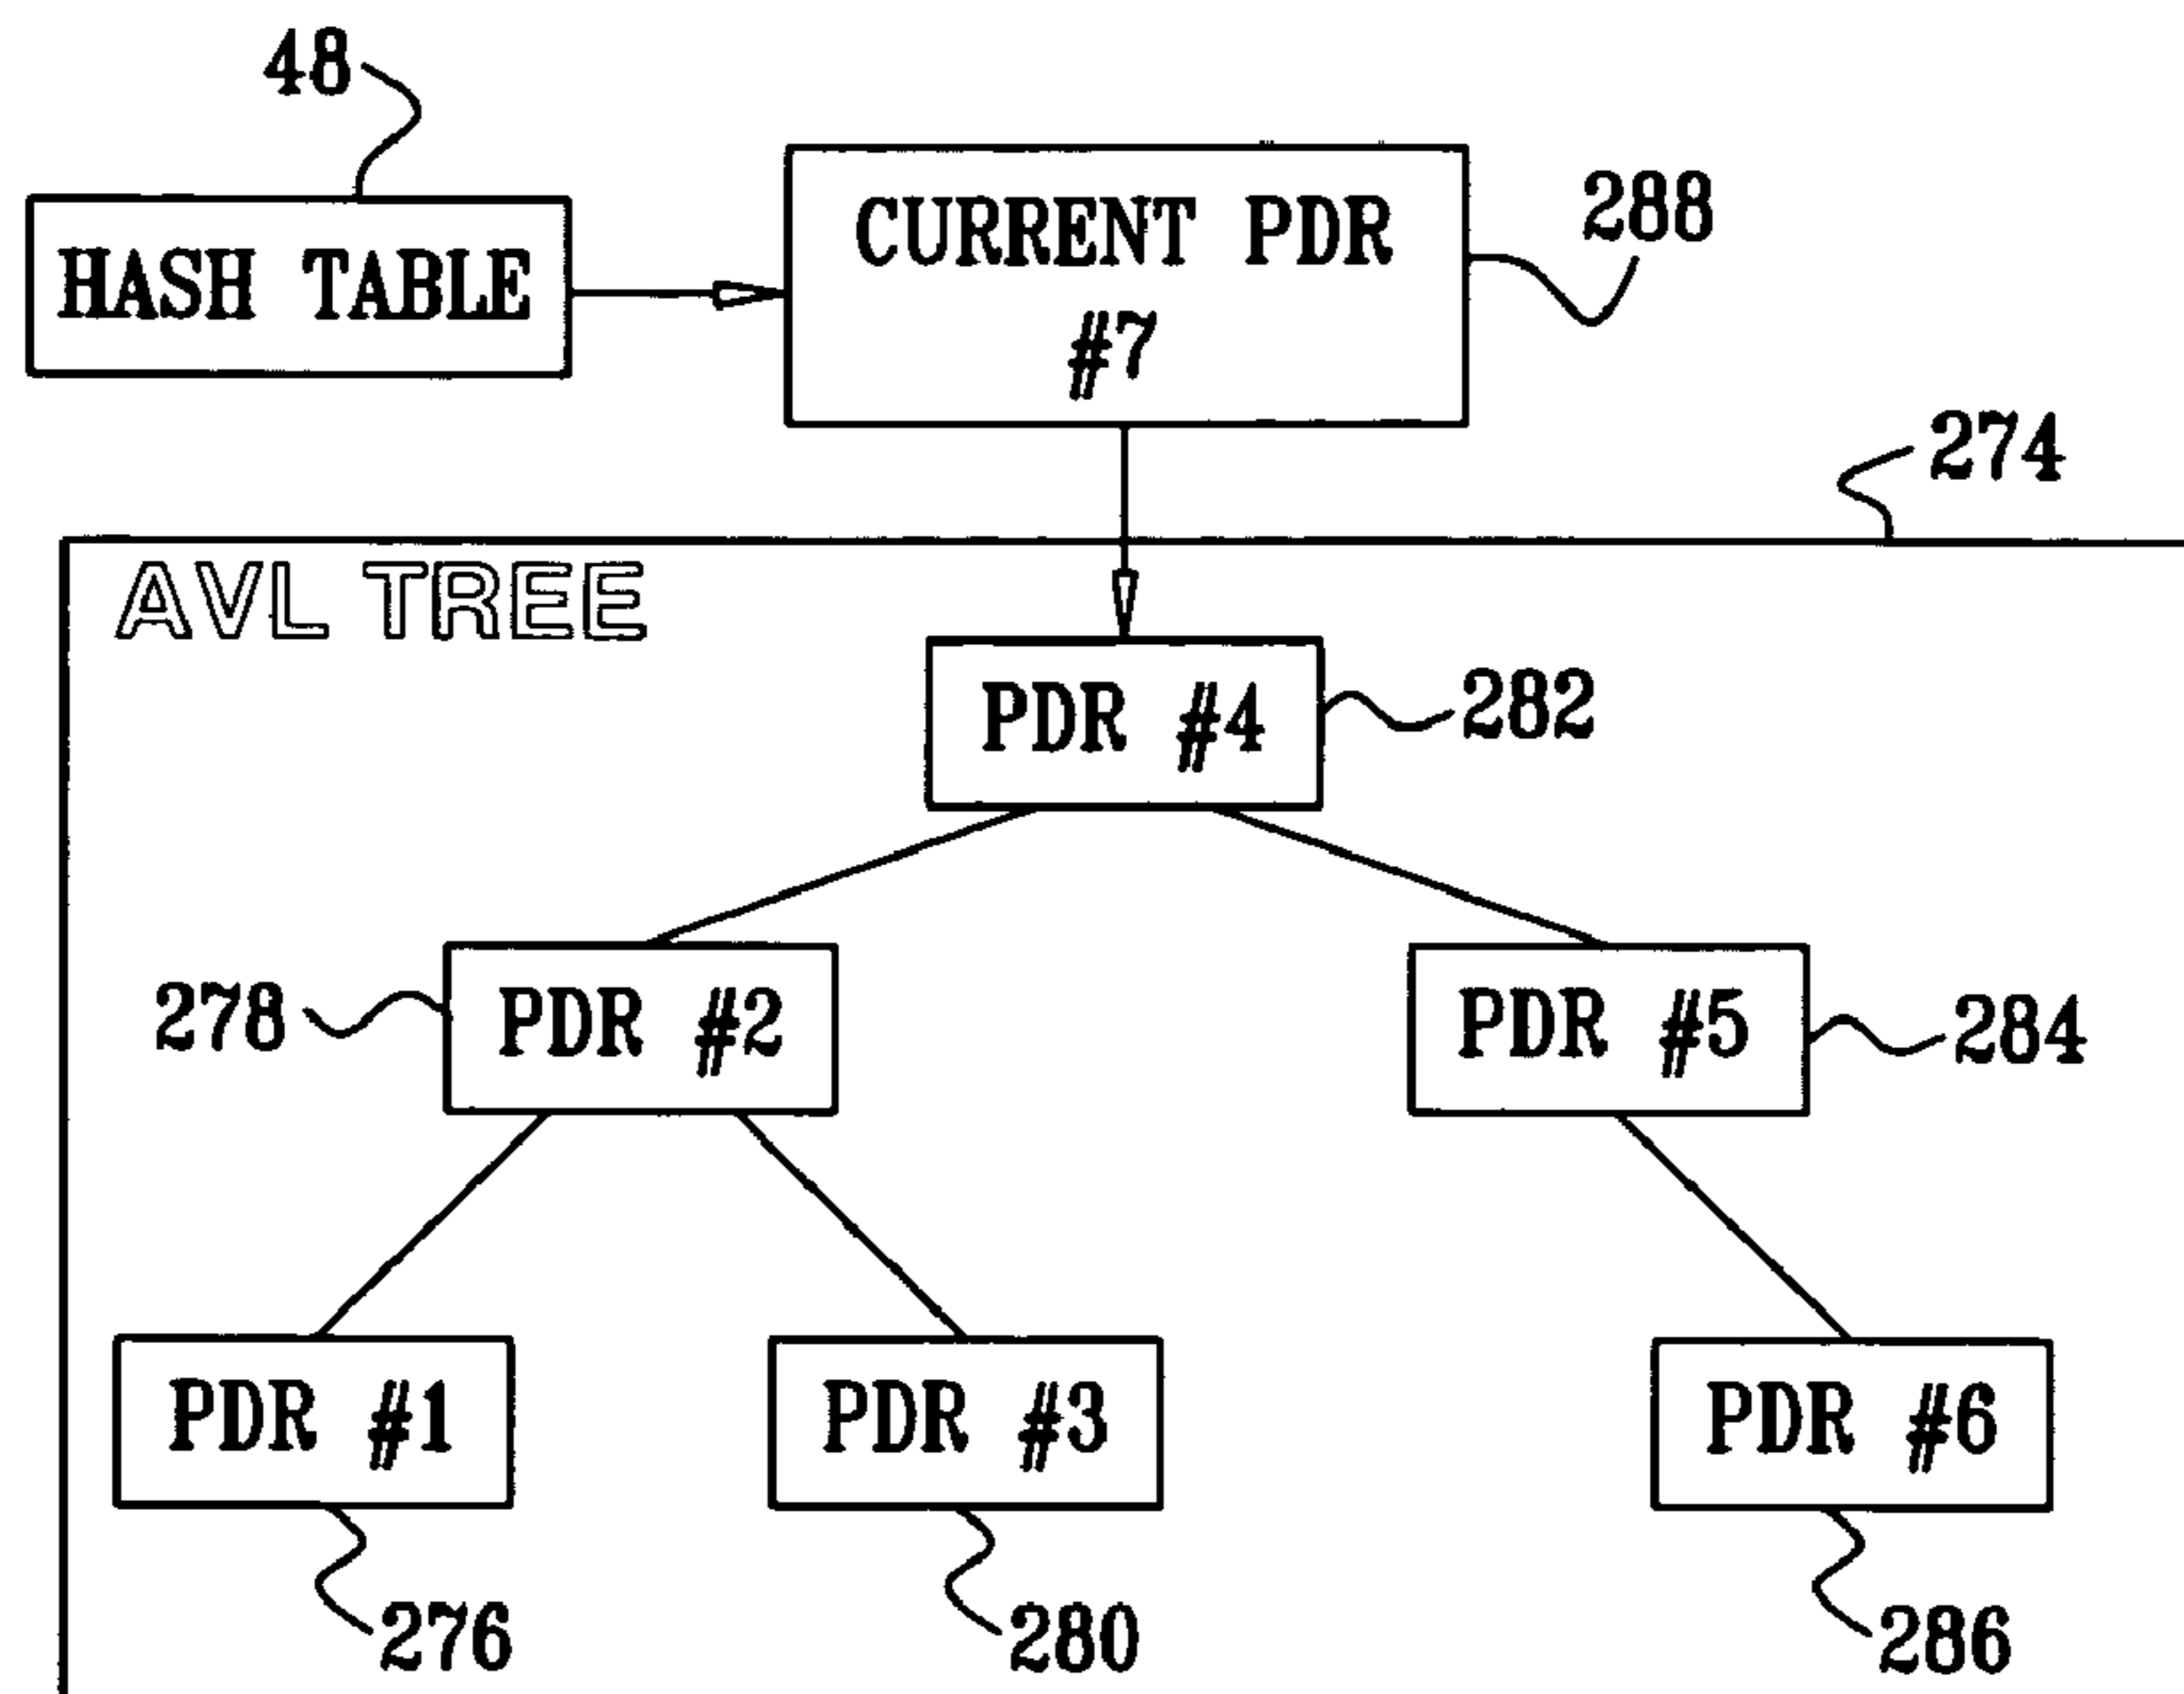 48
HASH TABLE
CURRENT PDR
#7
288
274
AVL TREE
PDR #4
282
278
PDR #2
PDR #5
284
PDR #1
PDR #3
PDR #6
276
280
286